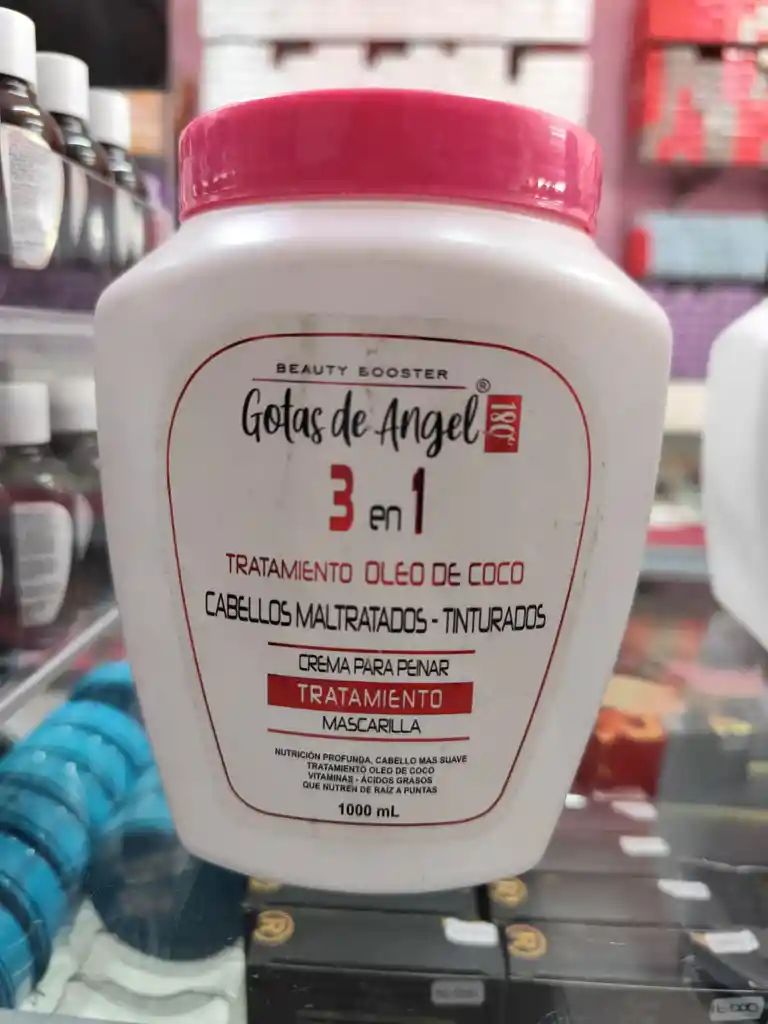 BEAUTY BOOSTER
Gotas de Angel ®
180°
3 en 1
TRATAMIENTO OLEO DE COCO
CABELLOS MALTRATADOS - TINTURADOS
CREMA PARA PEINAR
TRATAMIENTO
MASCARILLA
NUTRICIÓN PROFUNDA, CABELLO MAS SUAVE
TRATAMIENTO OLEO DE COCO
VITAMINAS - ÁCIDOS GRASOS
QUE NUTREN DE RAÍZ A PUNTAS
1000 mL